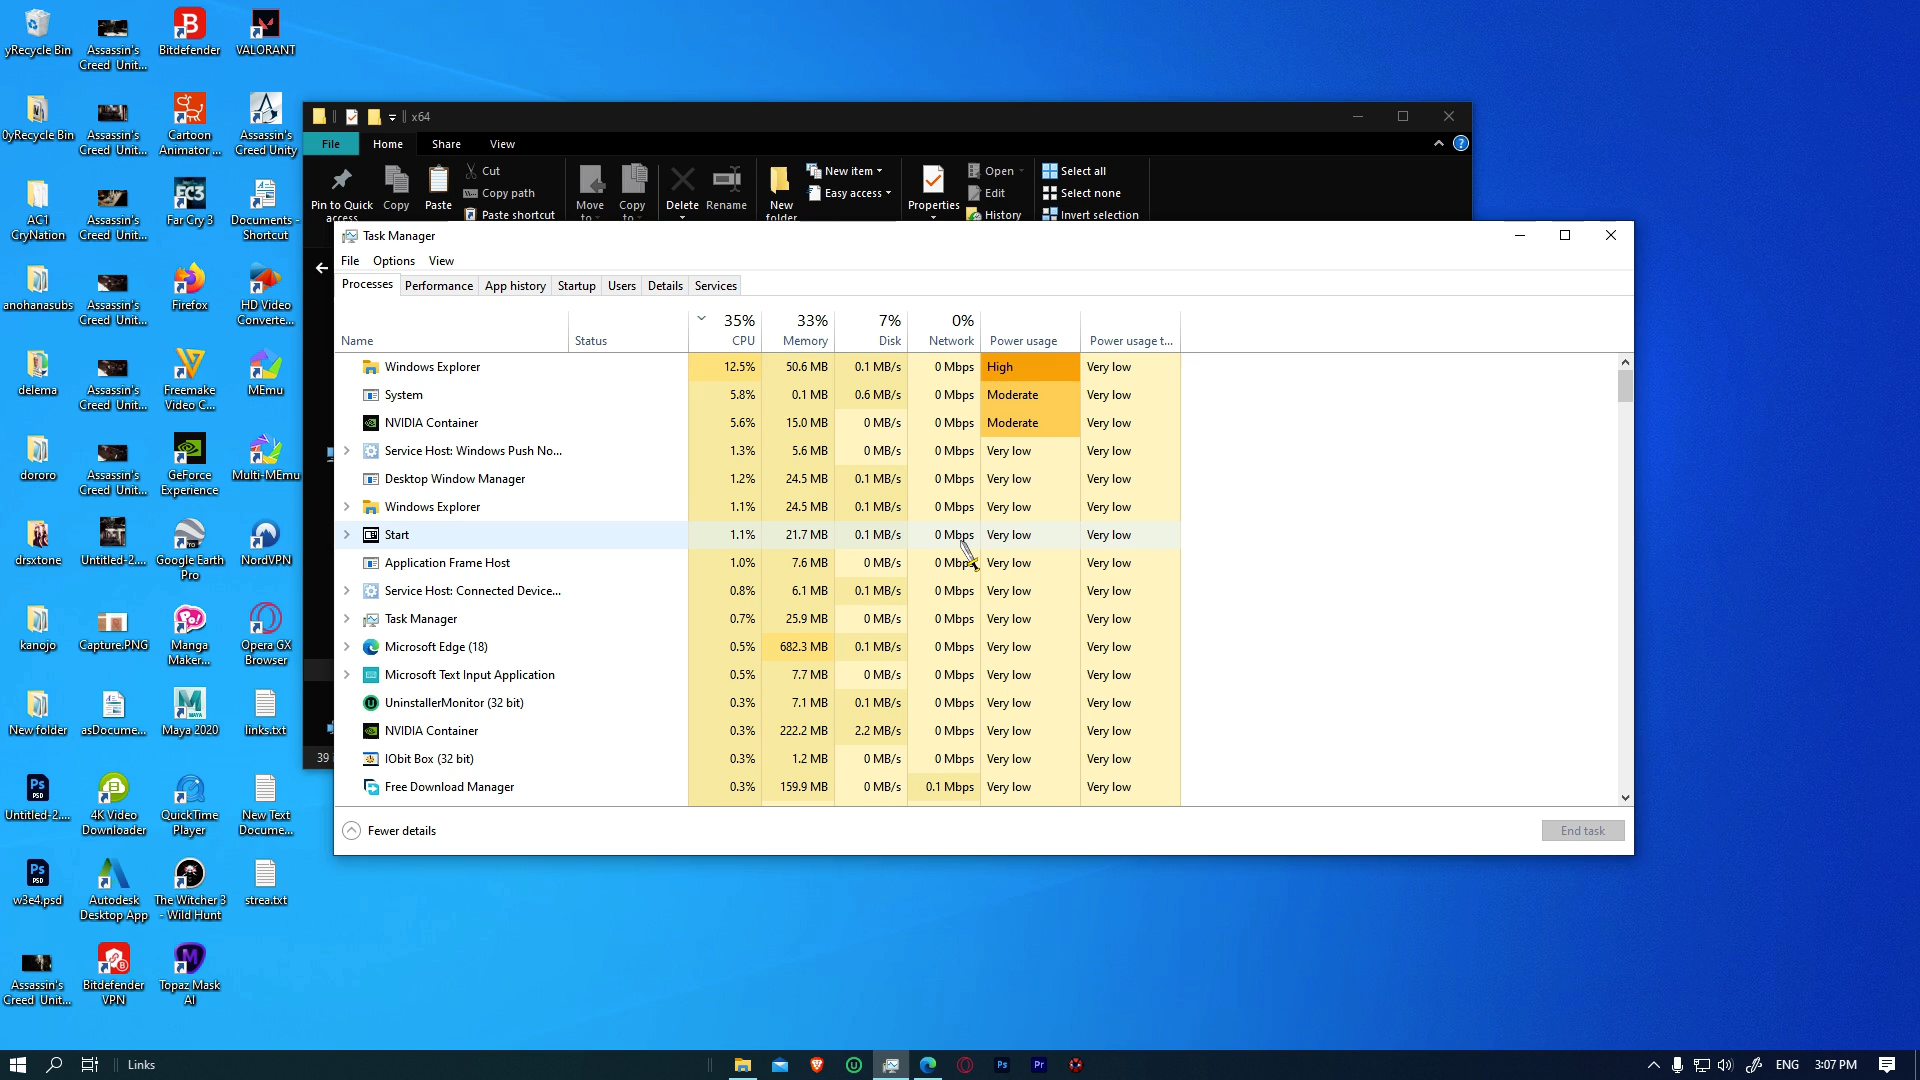 yRecycle Bin
Assassin's
Creed Unit...
Bitdefender
VALORANT
0yRecycle Bin
Assassin's
Creed Unit...
Cartoon
Animator ...
Assassin's
Creed Unity
AC1
CryNation
Assassin's
Creed Unit...
Far Cry 3
Documents -
Shortcut
anohanasubs
Assassin's
Creed Unit...
Firefox
HD Video
Converte...
delema
Assassin's
Creed Unit...
Freemake
Video C...
MEmu
dororo
Assassin's
Creed Unit...
GeForce
Experience
Multi-MEmu
drsxtone
Untitled-2....
Google Earth
Pro
NordVPN
kanojo
Capture.PNG
Manga
Maker...
Opera GX
Browser
New folder
asDocume...
Maya 2020
links.txt
Untitled-2....
4K Video
Downloader
QuickTime
Player
New Text
Docume...
w3e4.psd
Autodesk
Desktop App
The Witcher 3
- Wild Hunt
strea.txt
Assassin's
Creed Unit...
Bitdefender
VPN
Topaz Mask
AI
x64
File Home Share View
Pin to Quick
access
Copy
Paste
Cut
Copy path
Paste shortcut
Move
to
Copy
to
Delete
Rename
New
folder
New item
Easy access
Properties
Open
Edit
History
Select all
Select none
Invert selection
39
Task Manager
File Options View
Processes Performance App history Startup Users Details Services
35% 33% 7% 0%
Name Status CPU Memory Disk Network Power usage Power usage t...
Windows Explorer 12.5% 50.6 MB 0.1 MB/s 0 Mbps High Very low
System 5.8% 0.1 MB 0.6 MB/s 0 Mbps Moderate Very low
NVIDIA Container 5.6% 15.0 MB 0 MB/s 0 Mbps Moderate Very low
Service Host: Windows Push No... 1.3% 5.6 MB 0 MB/s 0 Mbps Very low Very low
Desktop Window Manager 1.2% 24.5 MB 0.1 MB/s 0 Mbps Very low Very low
Windows Explorer 1.1% 24.5 MB 0.1 MB/s 0 Mbps Very low Very low
Start 1.1% 21.7 MB 0.1 MB/s 0 Mbps Very low Very low
Application Frame Host 1.0% 7.6 MB 0 MB/s 0 Mbps Very low Very low
Service Host: Connected Device... 0.8% 6.1 MB 0.1 MB/s 0 Mbps Very low Very low
Task Manager 0.7% 25.9 MB 0 MB/s 0 Mbps Very low Very low
Microsoft Edge (18) 0.5% 682.3 MB 0.1 MB/s 0 Mbps Very low Very low
Microsoft Text Input Application 0.5% 7.7 MB 0 MB/s 0 Mbps Very low Very low
UninstallerMonitor (32 bit) 0.3% 7.1 MB 0.1 MB/s 0 Mbps Very low Very low
NVIDIA Container 0.3% 222.2 MB 2.2 MB/s 0 Mbps Very low Very low
IObit Box (32 bit) 0.3% 1.2 MB 0 MB/s 0 Mbps Very low Very low
Free Download Manager 0.3% 159.9 MB 0 MB/s 0.1 Mbps Very low Very low
Fewer details
End task
Links
ENG 3:07 PM